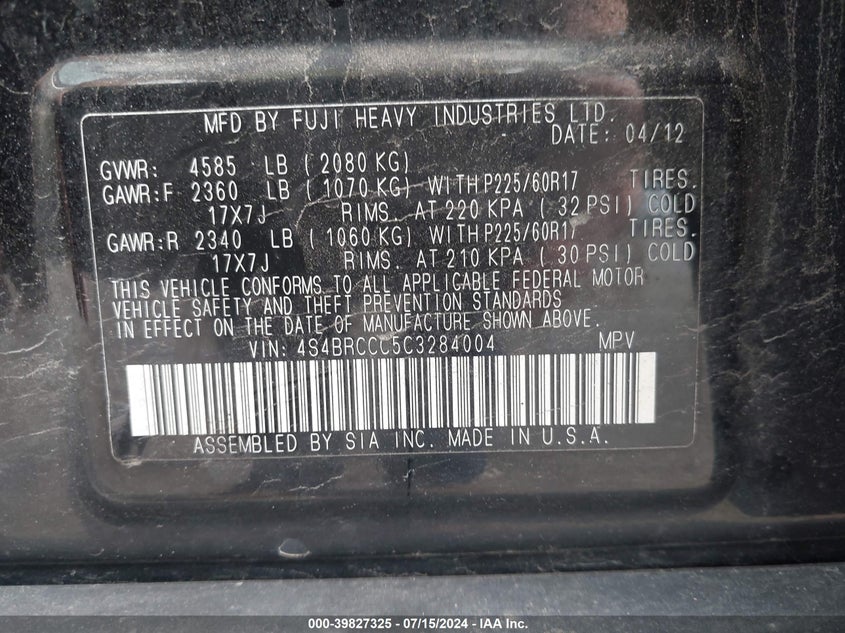 MFD BY FUJI HEAVY INDUSTRIES LTD.
DATE: 04/12
GVWR: 4585 LB (2080 KG)
GAWR:F 2360 LB (1070 KG) WITH P225/60R17 TIRES.
17X7J RIMS. AT 220 KPA (32 PSI) COLD
GAWR:R 2340 LB (1060 KG) WITH P225/60R17 TIRES.
17X7J RIMS. AT 210 KPA (30 PSI) COLD
THIS VEHICLE CONFORMS TO ALL APPLICABLE FEDERAL MOTOR
VEHICLE SAFETY AND THEFT PREVENTION STANDARDS
IN EFFECT ON THE DATE OF MANUFACTURE SHOWN ABOVE.
VIN: 4S4BRCCC5C3284004 MPV
ASSEMBLED BY SIA INC. MADE IN U.S.A.
000-39827325 - 07/15/2024 - IAA Inc.